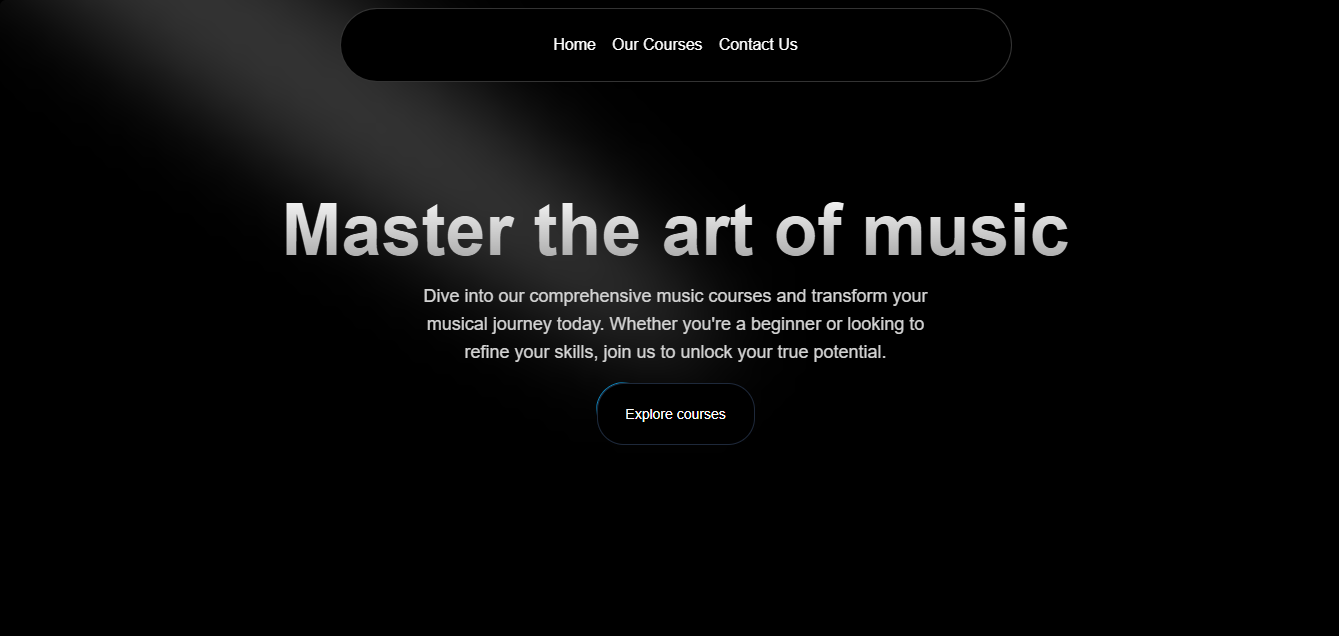 Home Our Courses Contact Us
Master the art of music
Dive into our comprehensive music courses and transform your
musical journey today. Whether you're a beginner or looking to
refine your skills, join us to unlock your true potential.
Explore courses